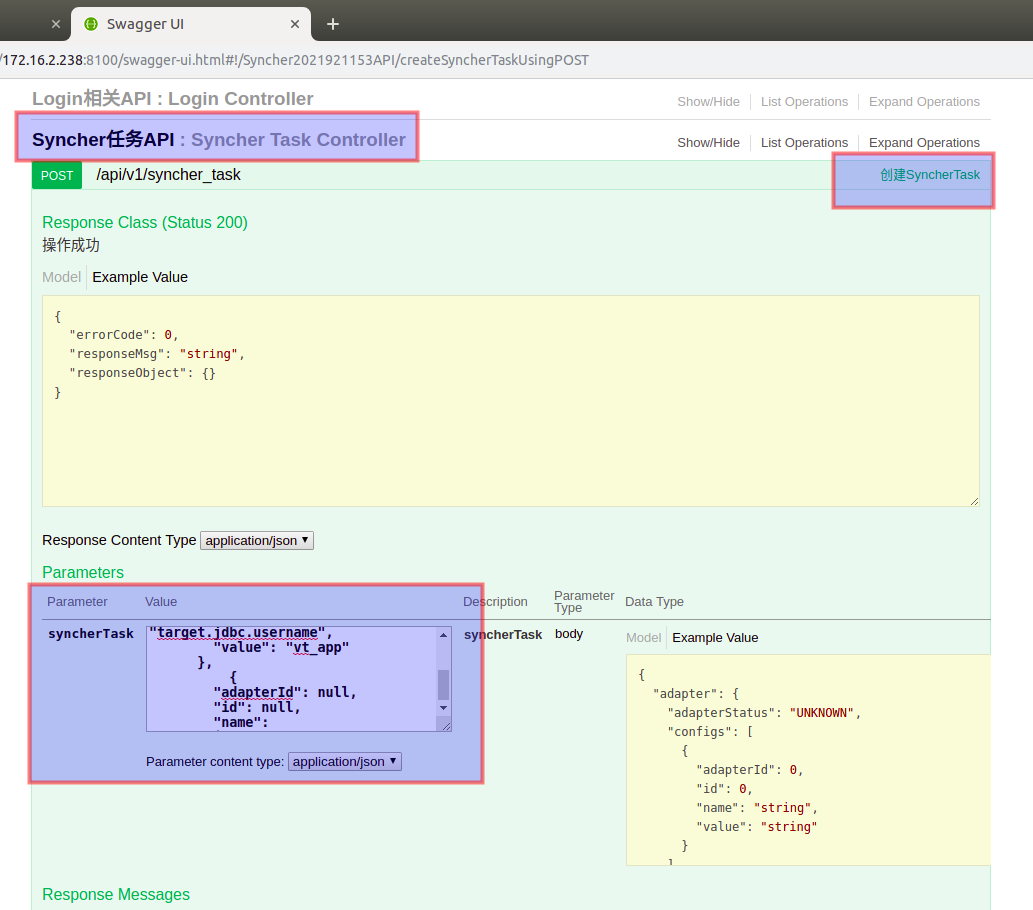 Swagger UI
/172.16.2.238:8100/swagger-ui.html#!/Syncher2021921153API/createSyncherTaskUsingPOST
Login相关API : Login Controller
Show/Hide List Operations Expand Operations
Syncher任务API : Syncher Task Controller
Show/Hide List Operations Expand Operations
POST /api/v1/syncher_task
创建SyncherTask
Response Class (Status 200)
操作成功
Model Example Value
{
"errorCode": 0,
"responseMsg": "string",
"responseObject": {}
}
Response Content Type application/json
Parameters
Parameter Value Description Parameter Type Data Type
syncherTask
"target.jdbc.username",
"value": "vt_app"
},
{
"adapterId": null,
"id": null,
"name":
Parameter content type: application/json
syncherTask
body
Model Example Value
{
"adapter": {
"adapterStatus": "UNKNOWN",
"configs": [
{
"adapterId": 0,
"id": 0,
"name": "string",
"value": "string"
}
]
Response Messages